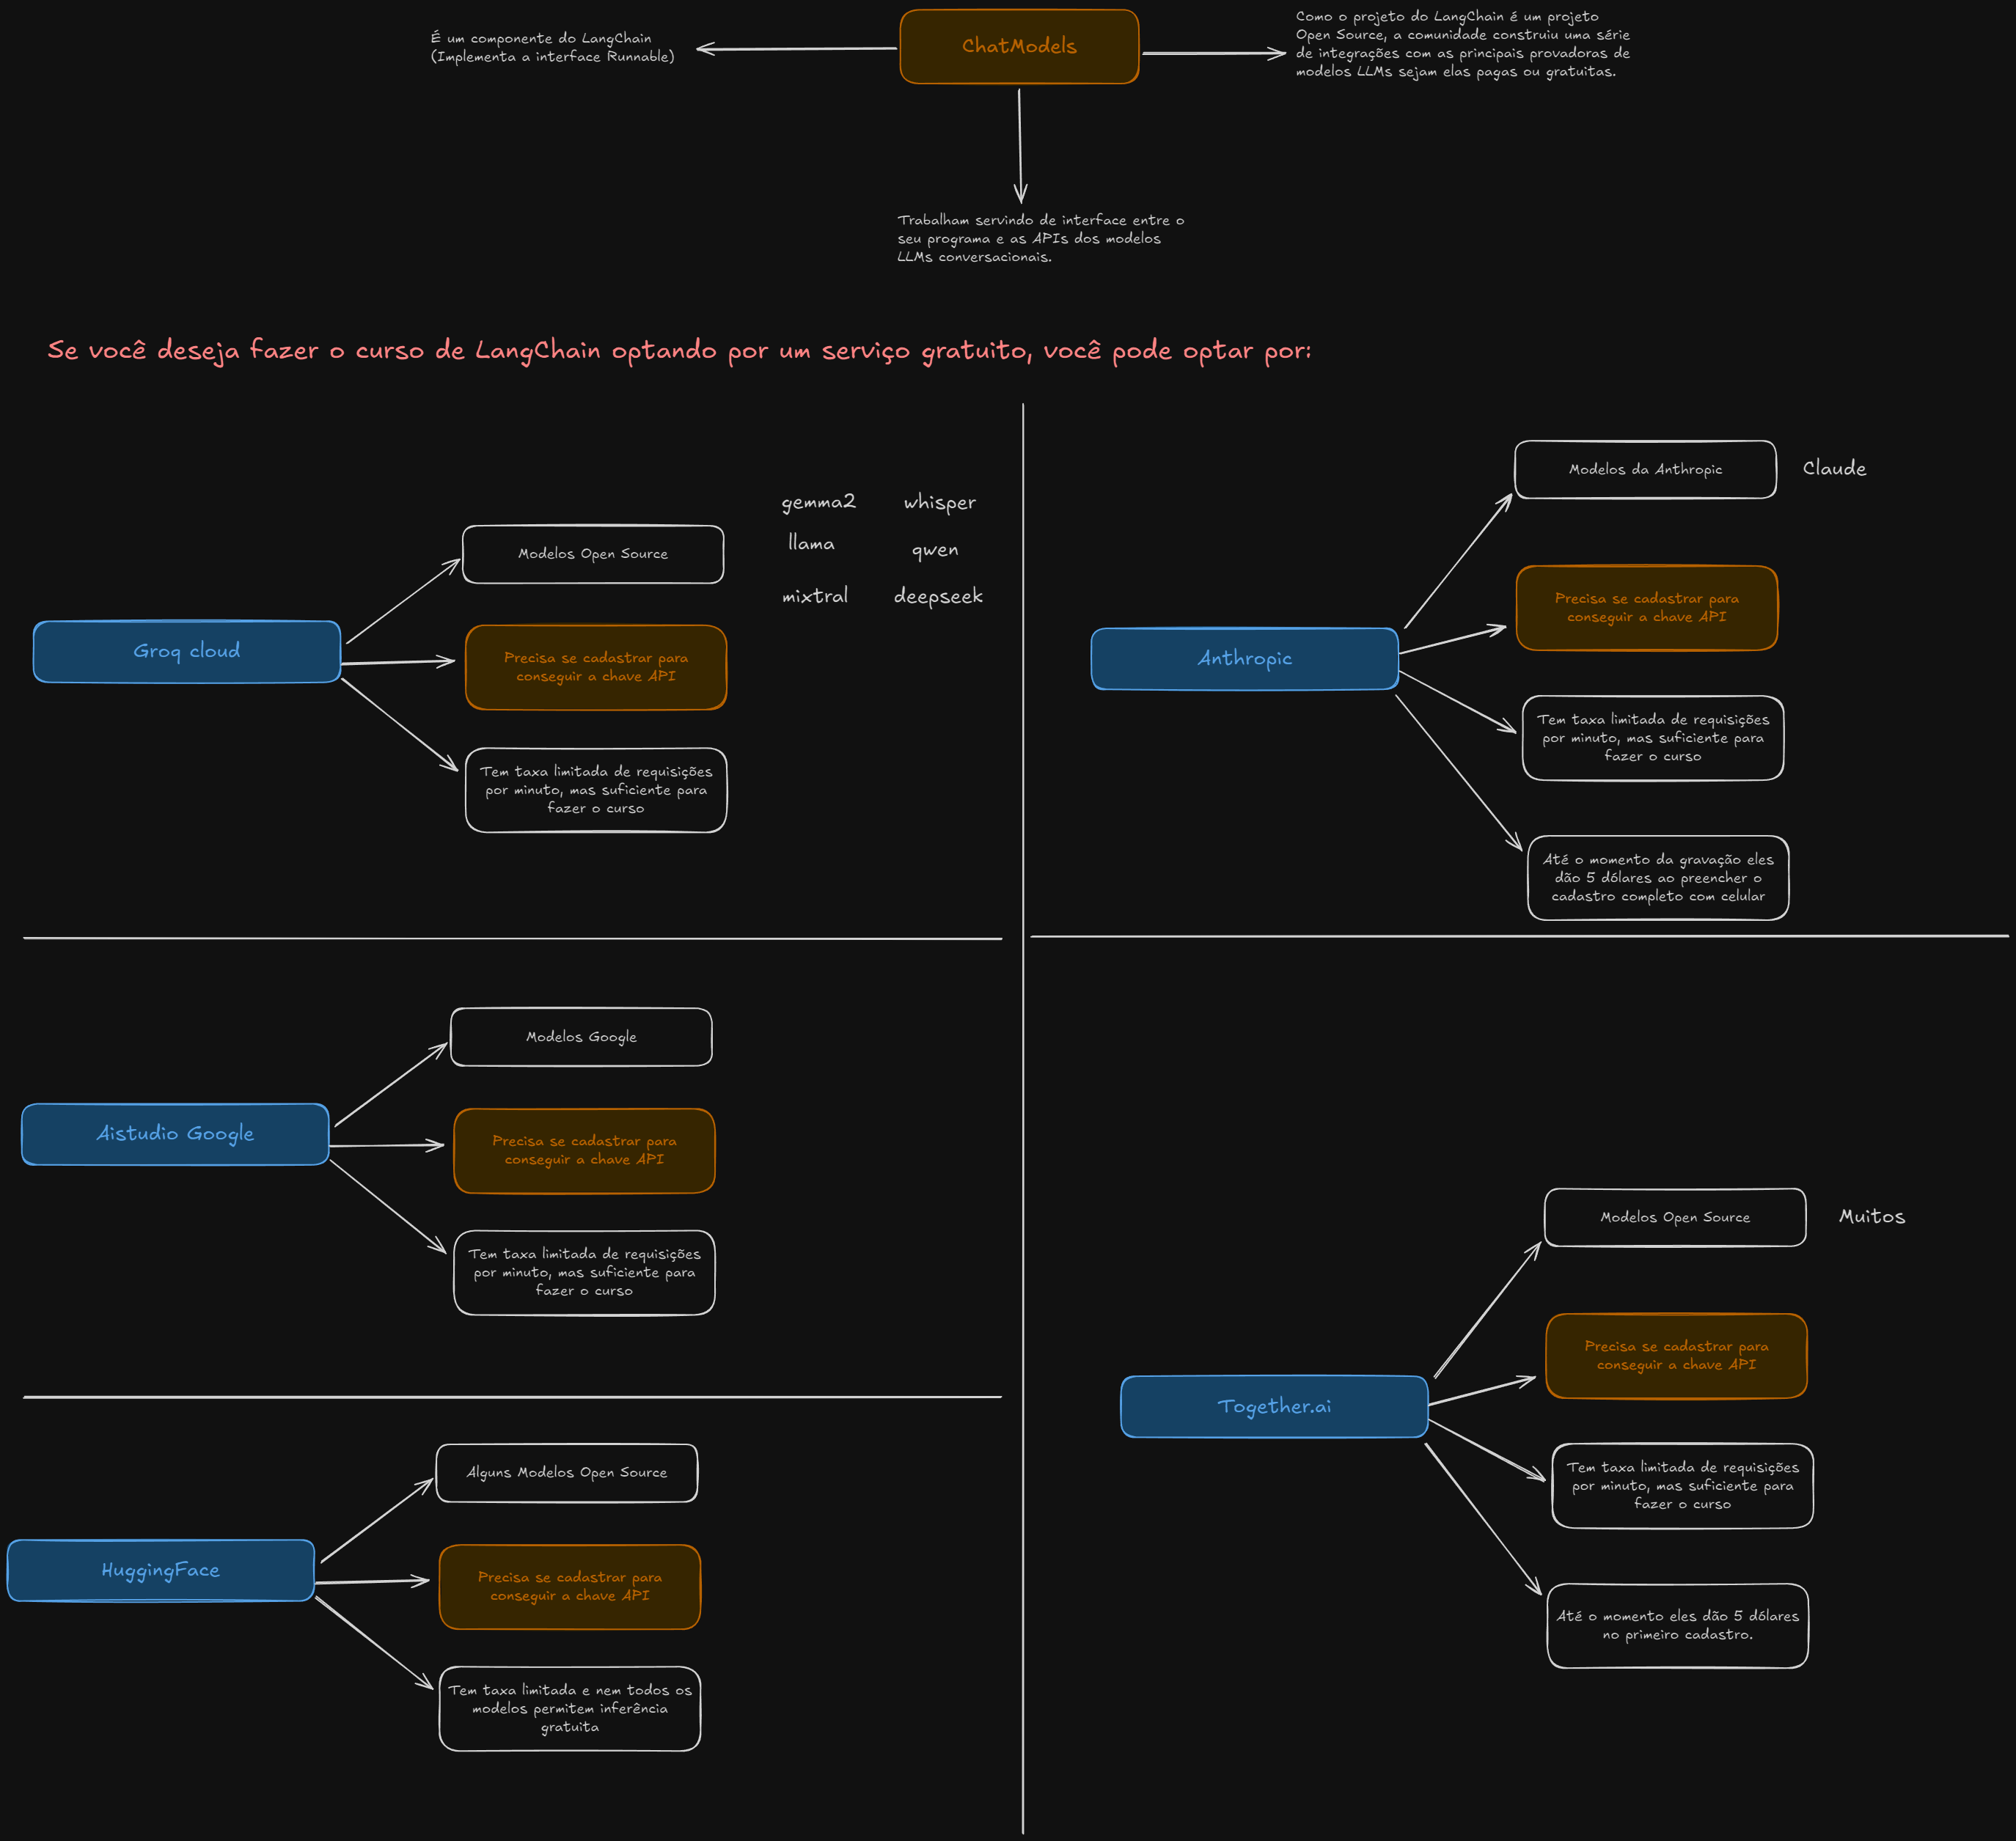 É um componente do LangChain
(Implementa a interface Runnable)
ChatModels
Como o projeto do LangChain é um projeto
Open Source, a comunidade construiu uma série
de integrações com as principais provadoras de
modelos LLMs sejam elas pagas ou gratuitas.
Trabalham servindo de interface entre o
seu programa e as APIs dos modelos
LLMs conversacionais.
Se você deseja fazer o curso de LangChain optando por um serviço gratuito, você pode optar por:
Groq cloud
Modelos Open Source
gemma2
whisper
llama
qwen
mixtral
deepseek
Precisa se cadastrar para
conseguir a chave API
Tem taxa limitada de requisições
por minuto, mas suficiente para
fazer o curso
Anthropic
Modelos da Anthropic
Claude
Precisa se cadastrar para
conseguir a chave API
Tem taxa limitada de requisições
por minuto, mas suficiente para
fazer o curso
Até o momento da gravação eles
dão 5 dólares ao preencher o
cadastro completo com celular
Aistudio Google
Modelos Google
Precisa se cadastrar para
conseguir a chave API
Tem taxa limitada de requisições
por minuto, mas suficiente para
fazer o curso
HuggingFace
Alguns Modelos Open Source
Precisa se cadastrar para
conseguir a chave API
Tem taxa limitada e nem todos os
modelos permitem inferência
gratuita
Together.ai
Modelos Open Source
Muitos
Precisa se cadastrar para
conseguir a chave API
Tem taxa limitada de requisições
por minuto, mas suficiente para
fazer o curso
Até o momento eles dão 5 dólares
no primeiro cadastro.